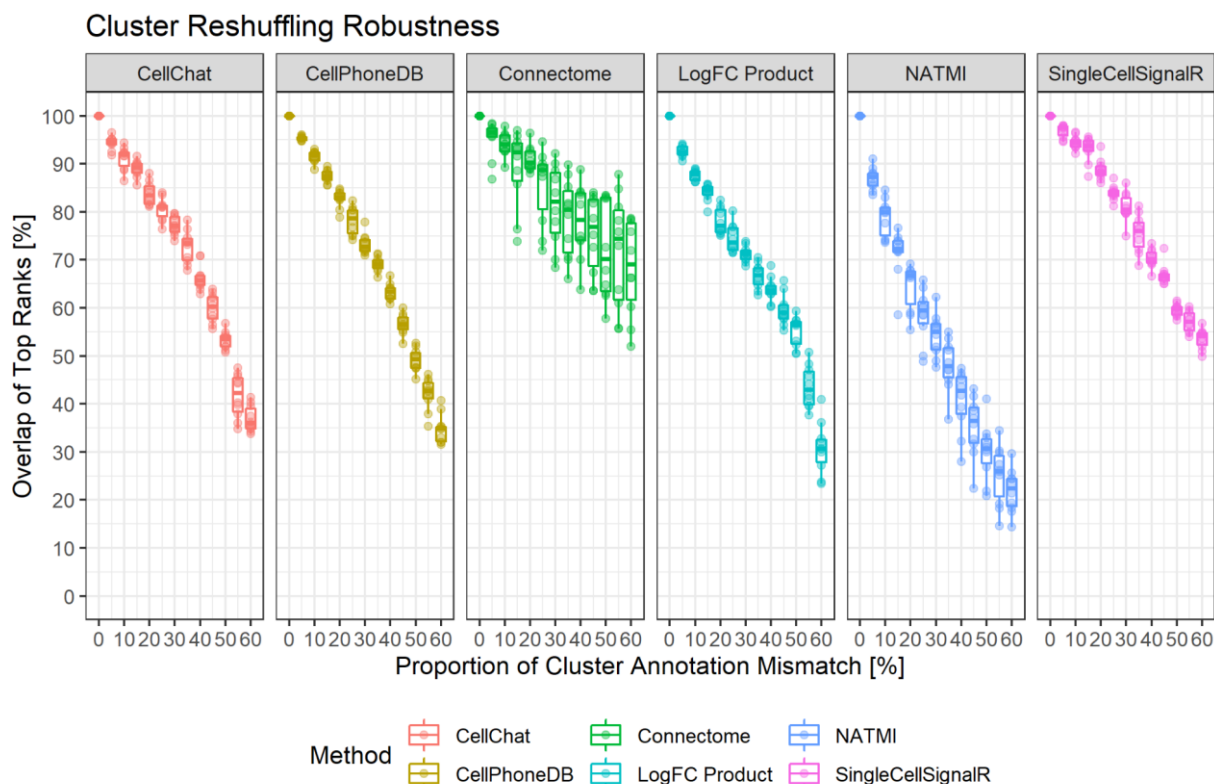 Cluster Reshuffling Robustness
CellChat CellPhoneDB Connectome LogFC Product NATMI SingleCellSignalR
100
90
80
70
60
50
40
30
20
10
0
Overlap of Top Ranks [%]
0 10 20 30 40 50 60 0 10 20 30 40 50 60 0 10 20 30 40 50 60 0 10 20 30 40 50 60 0 10 20 30 40 50 60 0 10 20 30 40 50 60
Proportion of Cluster Annotation Mismatch [%]
Method
CellChat Connectome NATMI
CellPhoneDB LogFC Product SingleCellSignalR